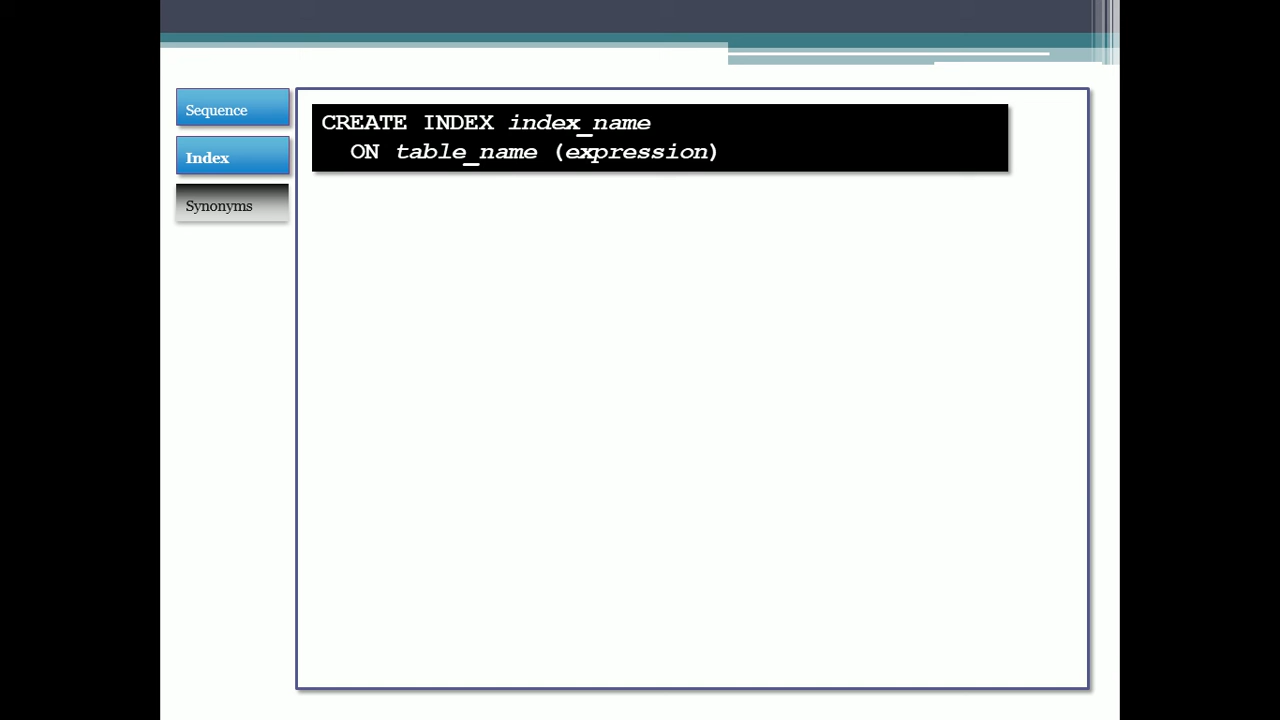 Sequence
Index
Synonyms
CREATE INDEX index_name
ON table_name (expression)